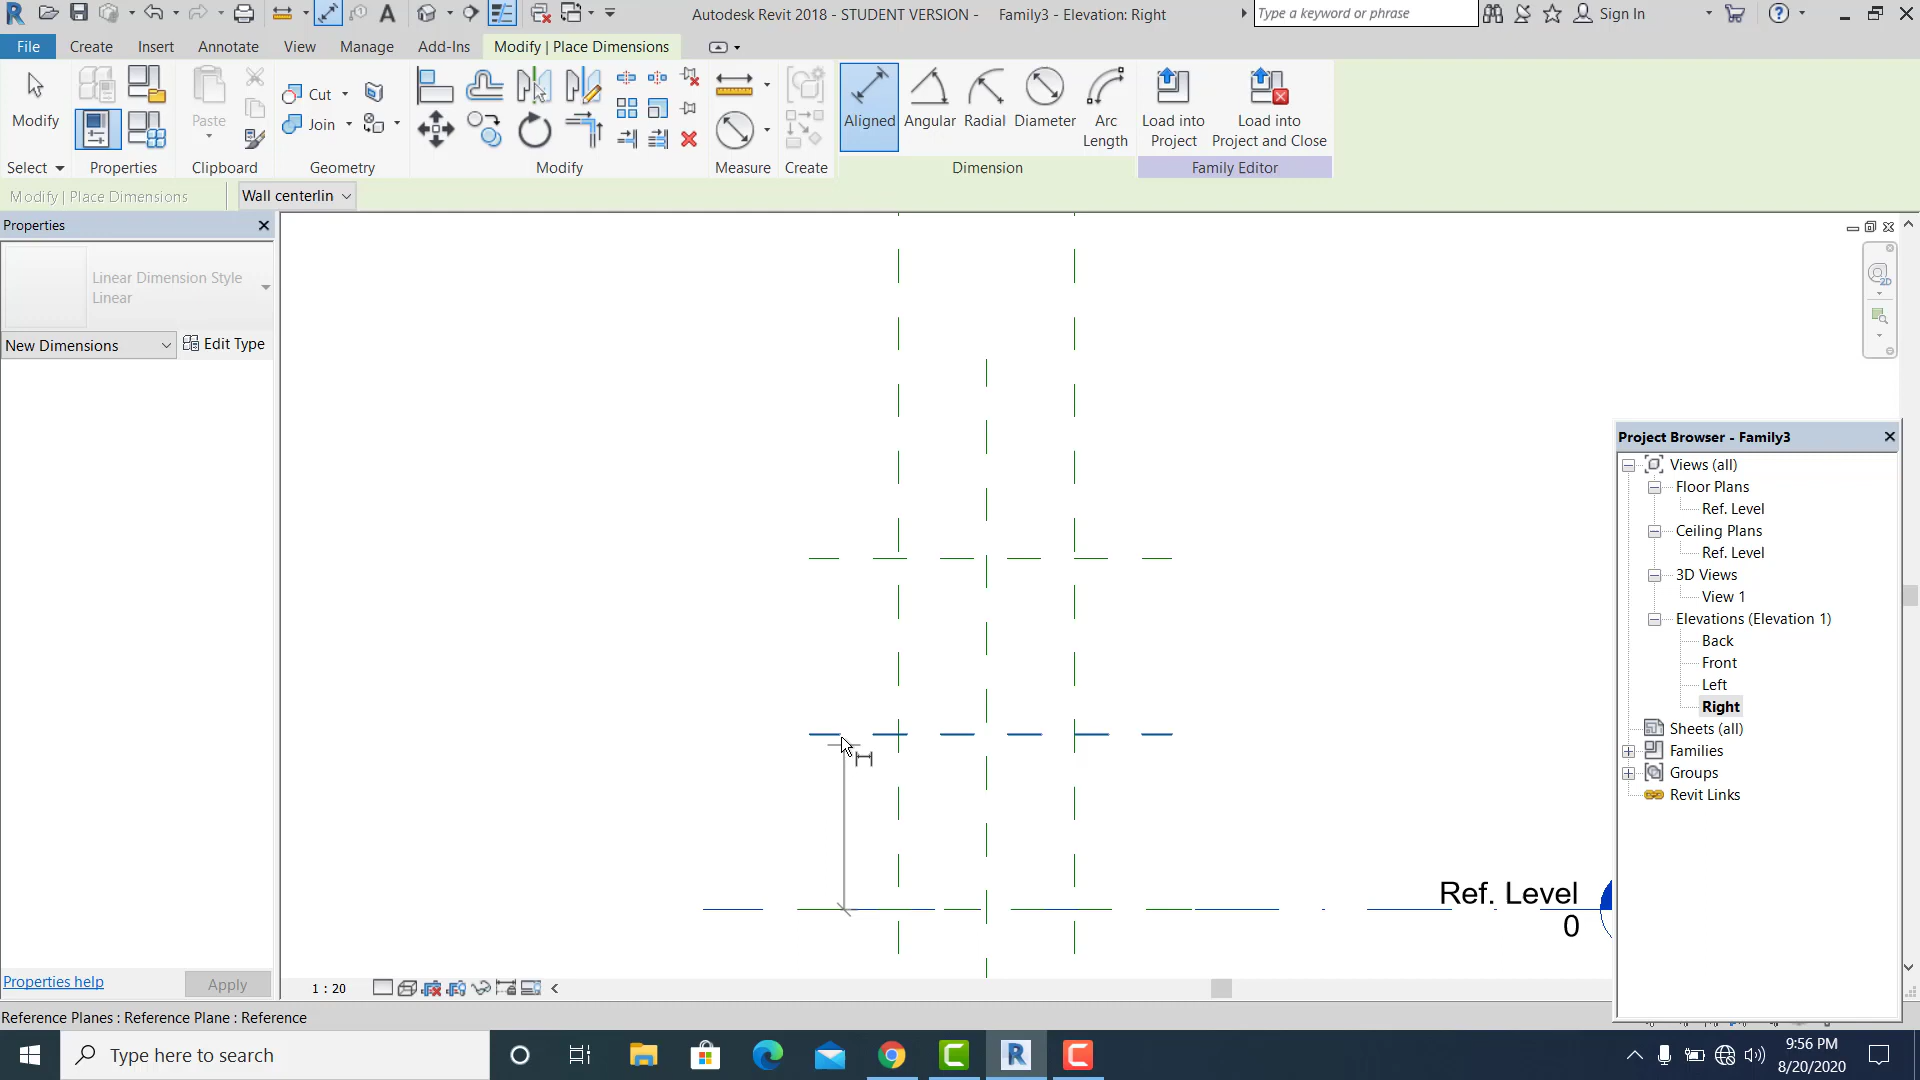 Autodesk Revit 2018 - STUDENT VERSION - Family3 - Elevation: Right
Type a keyword or phrase
Sign In
File Create Insert Annotate View Manage Add-Ins Modify | Place Dimensions
Modify
Paste
Cut
Join
Aligned Angular Radial Diameter Arc Length
Load into Project
Load into Project and Close
Select Properties Clipboard Geometry Modify Measure Create Dimension Family Editor
Modify | Place Dimensions
Wall centerlin
Properties
Linear Dimension Style
Linear
New Dimensions
Edit Type
Properties help
Apply
2D
Project Browser - Family3
Views (all)
Floor Plans
Ref. Level
Ceiling Plans
Ref. Level
3D Views
View 1
Elevations (Elevation 1)
Back
Front
Left
Right
Sheets (all)
Families
Groups
Revit Links
Ref. Level
0
1 : 20
Reference Planes : Reference Plane : Reference
Type here to search
9:56 PM
8/20/2020